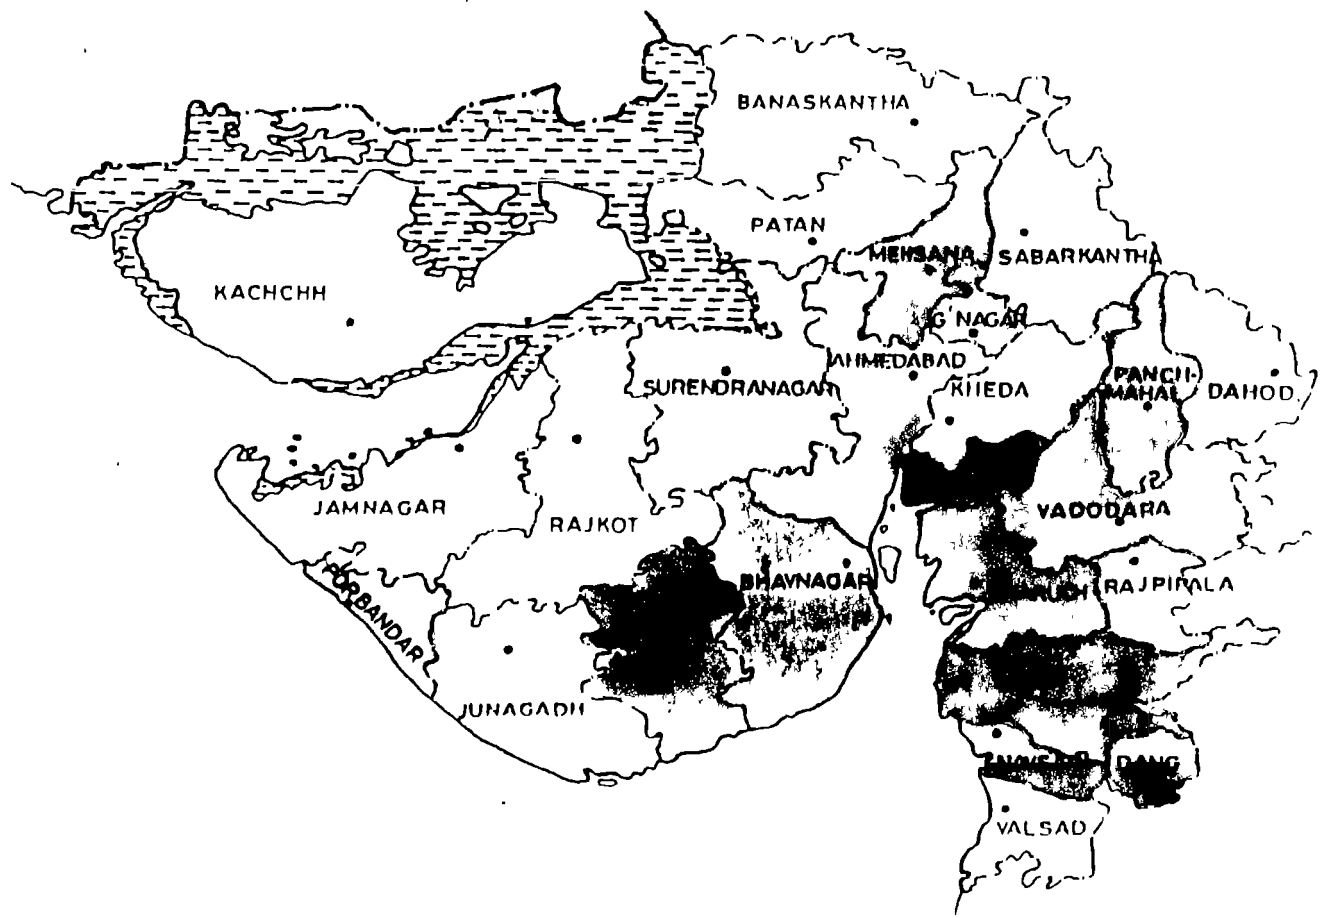 BANASKANTHA
PATAN
MEHSANA
SABARKANTHA
KACHCHH
G'NAGAR
AHMEDABAD
SURENDRANAGAR
KHEDA
PANCH-
MAHAL
DAHOD
JAMNAGAR
RAJKOT
VADODARA
PORBANDAR
BHAVNAGAR
RAJPIPALA
JUNAGADH
DANG
VALSAD